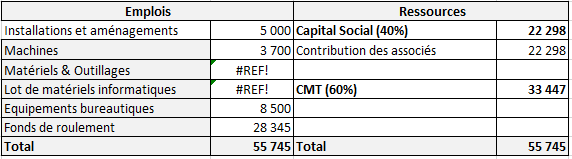 Emplois Ressources
Installations et aménagements 5 000 Capital Social (40%) 22 298
Machines 3 700 Contribution des associés 22 298
Matériels & Outillages #REF!
Lot de matériels informatiques #REF! CMT (60%) 33 447
Equipements bureautiques 8 500
Fonds de roulement 28 345
Total 55 745 Total 55 745